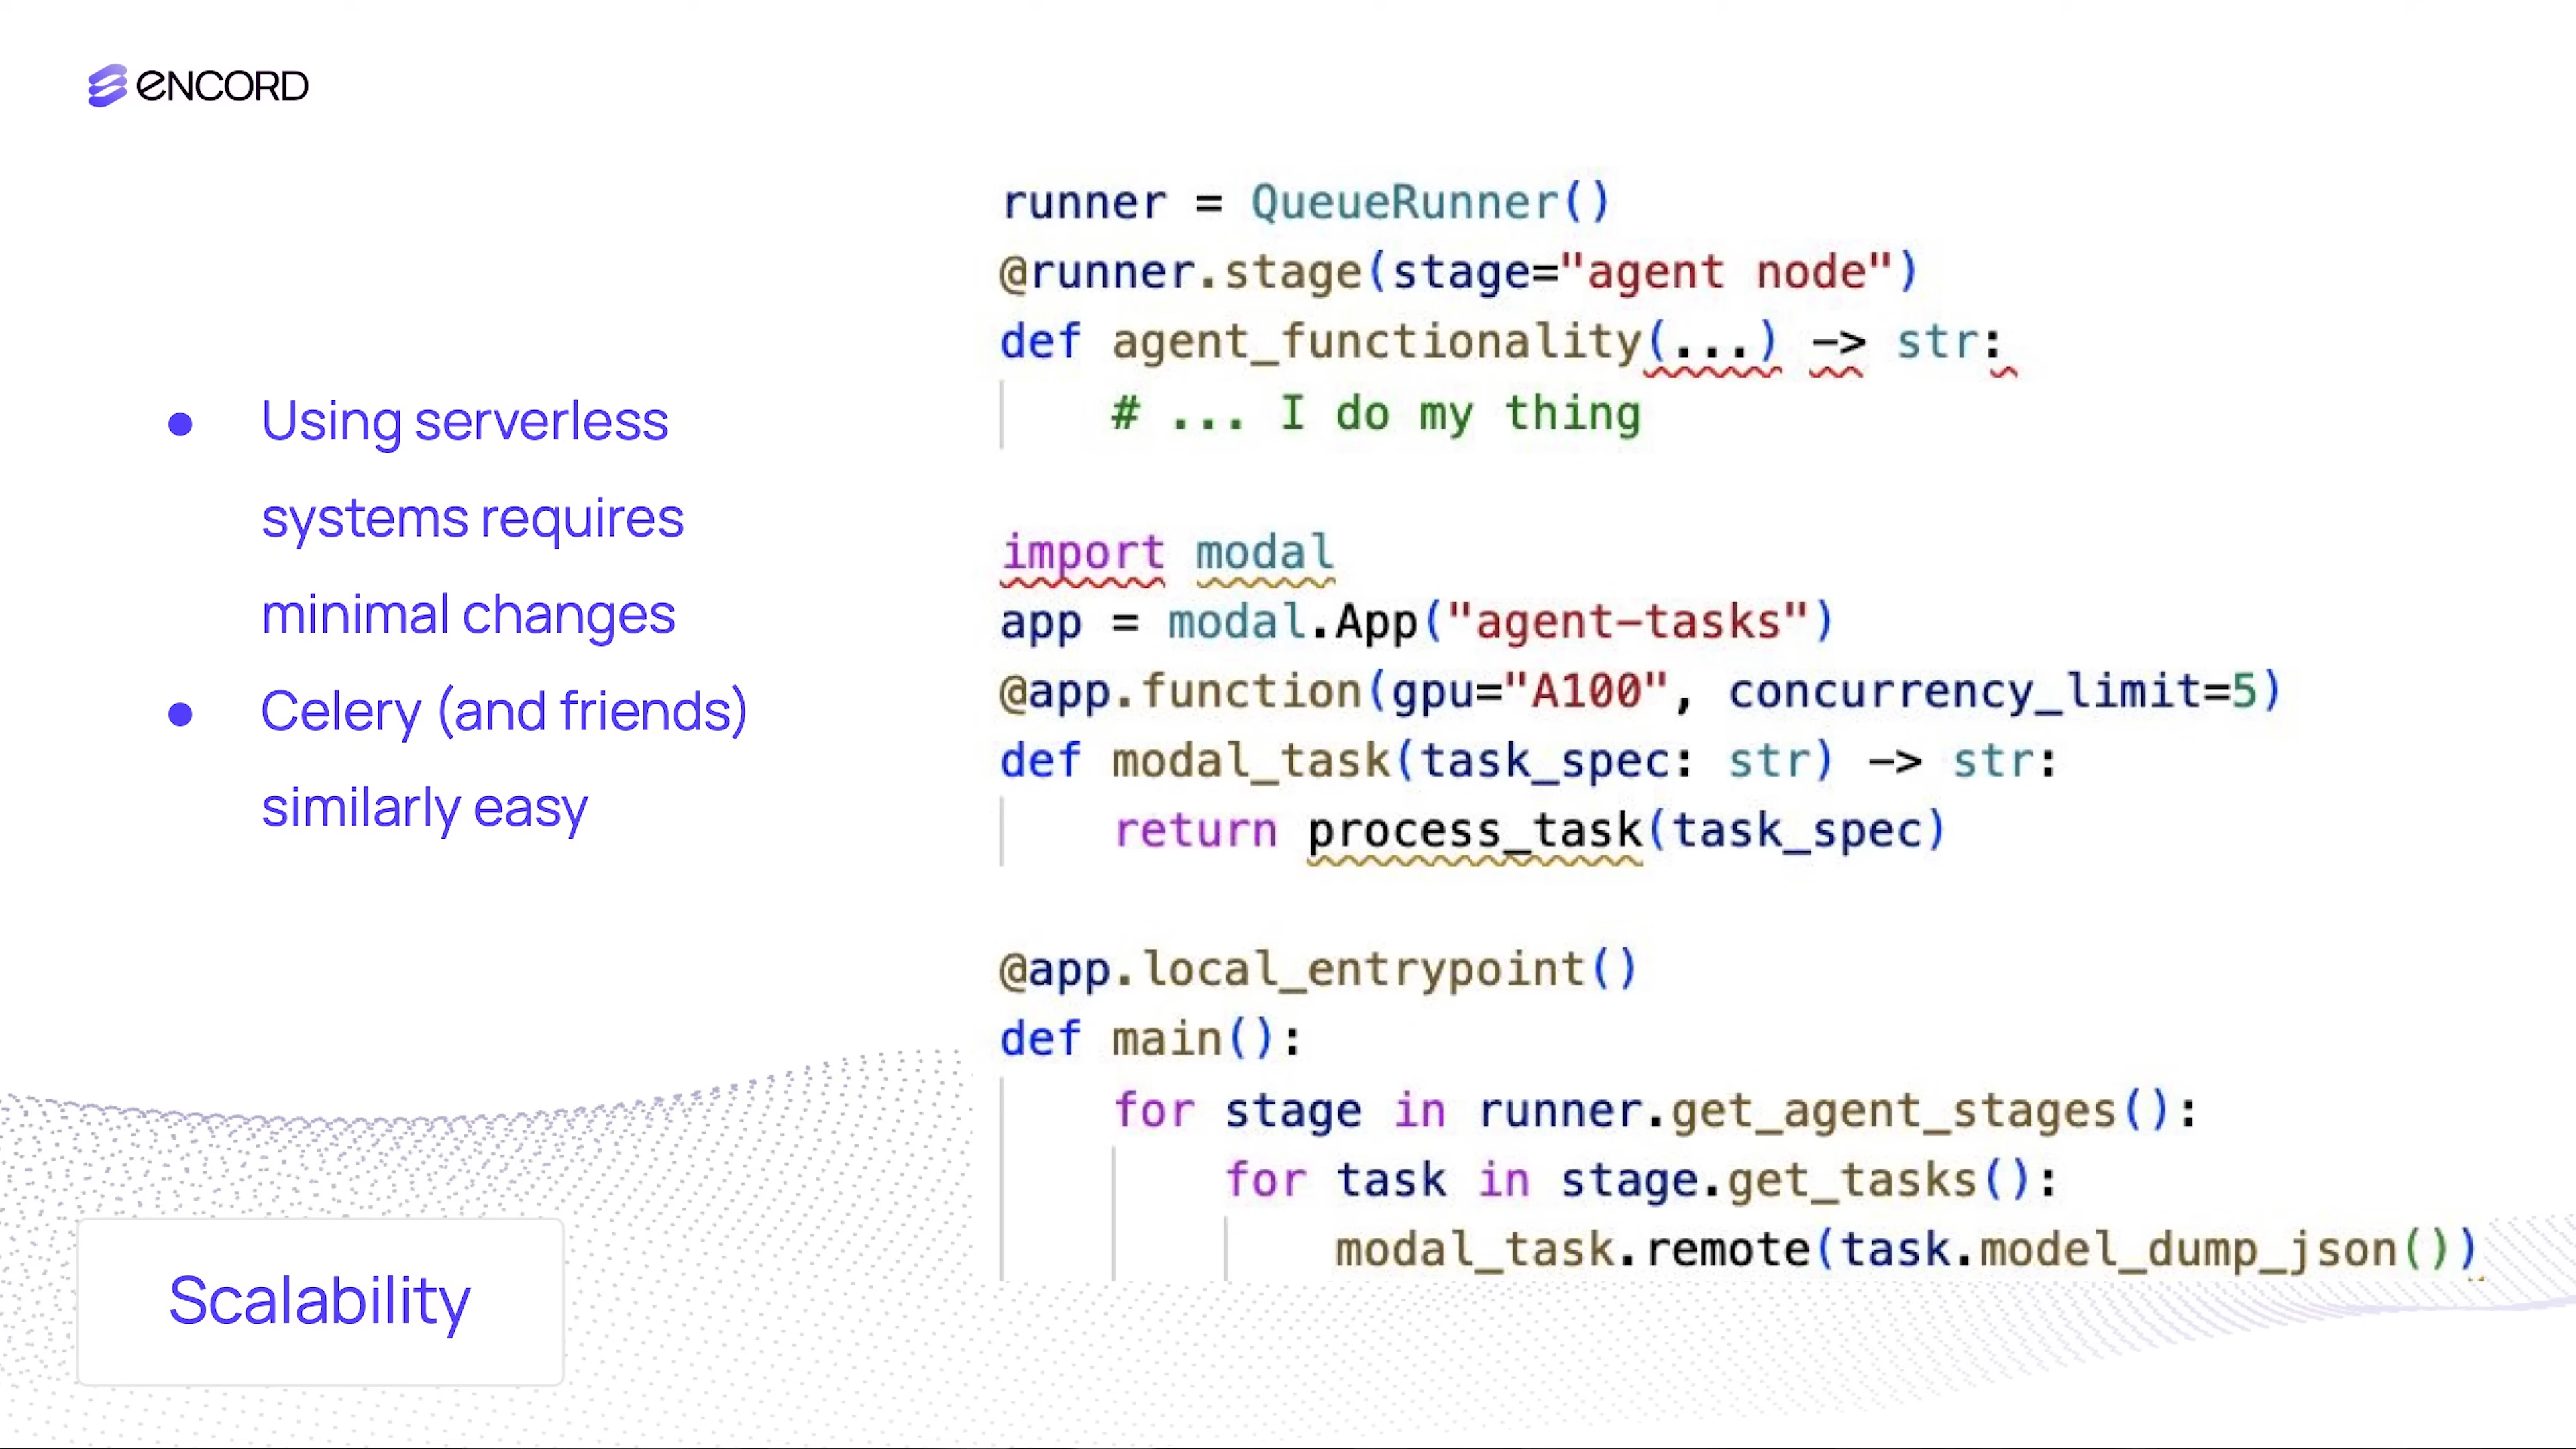 ENCORD
Using serverless
systems requires
minimal changes
Celery (and friends)
similarly easy
Scalability
runner = QueueRunner()
@runner.stage(stage="agent node")
def agent_functionality(...) -> str:
    # ... I do my thing
import modal
app = modal.App("agent-tasks")
@app.function(gpu="A100", concurrency_limit=5)
def modal_task(task_spec: str) -> str:
    return process_task(task_spec)
@app.local_entrypoint()
def main():
    for stage in runner.get_agent_stages():
        for task in stage.get_tasks():
            modal_task.remote(task.model_dump_json())